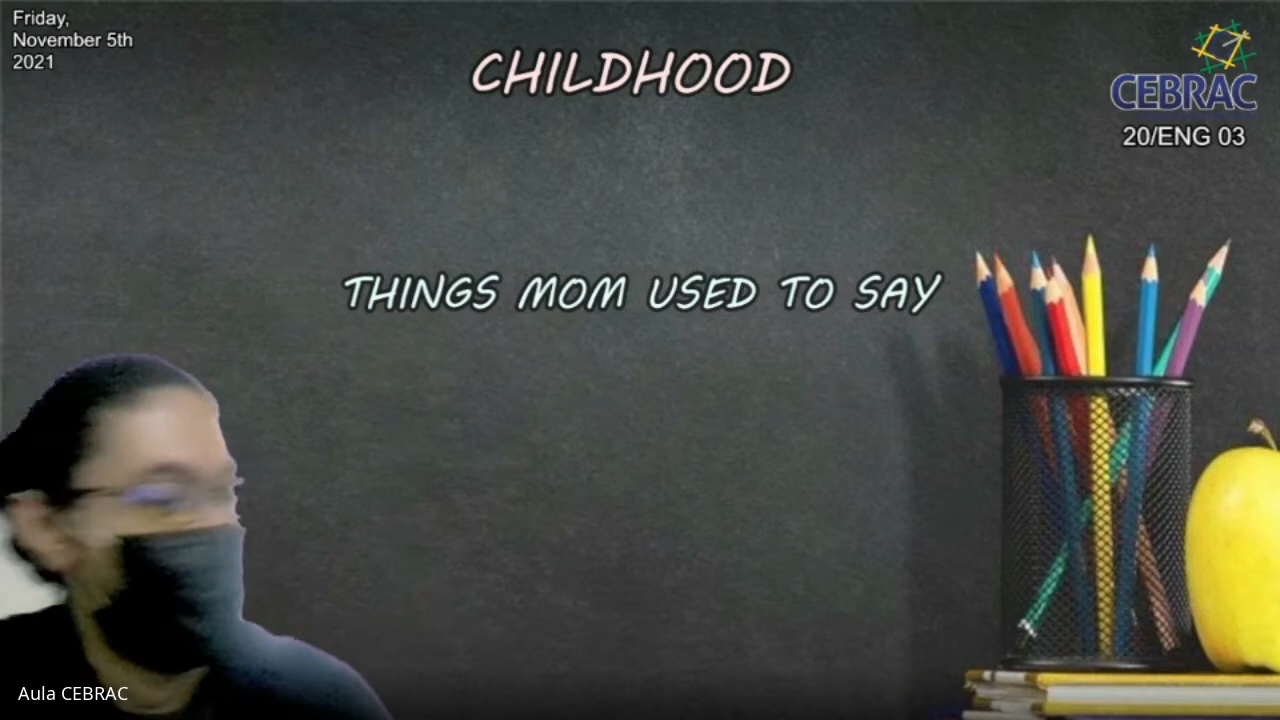 Friday,
November 5th
2021
CHILDHOOD
CEBRAC
20/ENG 03
THINGS MOM USED TO SAY
Aula CEBRAC